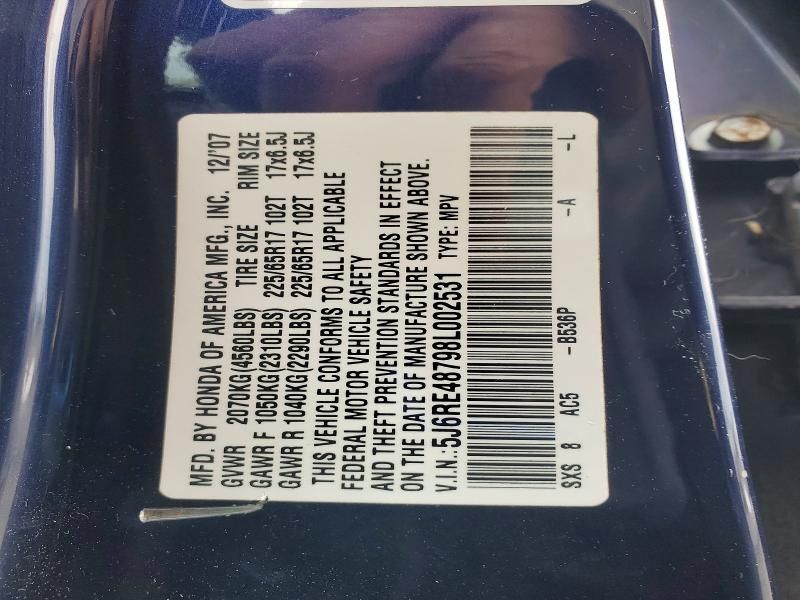 MFD. BY HONDA OF AMERICA MFG., INC. 12/'07
GVWR 2070KG(4560LBS) TIRE SIZE RIM SIZE
GAWR F 1050KG(2310LBS) 225/65R17 102T 17x6.5J
GAWR R 1040KG(2290LBS) 225/65R17 102T 17x6.5J
THIS VEHICLE CONFORMS TO ALL APPLICABLE
FEDERAL MOTOR VEHICLE SAFETY
AND THEFT PREVENTION STANDARDS IN EFFECT
ON THE DATE OF MANUFACTURE SHOWN ABOVE.
V.I.N.:5J6RE48798L002531 TYPE: MPV
SXS 8 AC5 -B536P -A -L